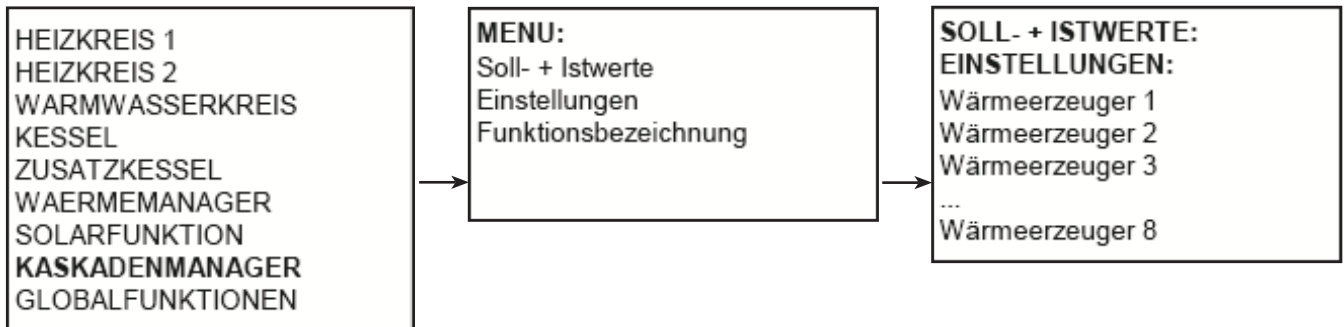 HEIZKREIS 1
HEIZKREIS 2
WARMWASSERKREIS
KESSEL
ZUSATZKESSEL
WAERMEMANAGER
SOLARFUNKTION
KASKADENMANAGER
GLOBALFUNKTIONEN
MENU:
Soll- + Istwerte
Einstellungen
Funktionsbezeichnung
SOLL- + ISTWERTE:
EINSTELLUNGEN:
Wärmeerzeuger 1
Wärmeerzeuger 2
Wärmeerzeuger 3
...
Wärmeerzeuger 8